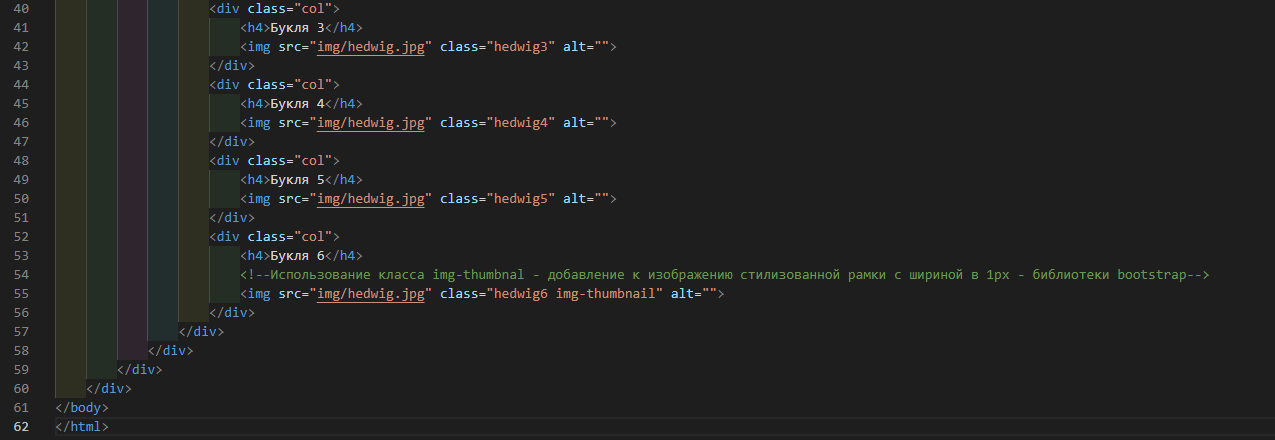 40 <div class="col">
41 <h4>Букля 3</h4>
42 <img src="img/hedwig.jpg" class="hedwig3" alt="">
43 </div>
44 <div class="col">
45 <h4>Букля 4</h4>
46 <img src="img/hedwig.jpg" class="hedwig4" alt="">
47 </div>
48 <div class="col">
49 <h4>Букля 5</h4>
50 <img src="img/hedwig.jpg" class="hedwig5" alt="">
51 </div>
52 <div class="col">
53 <h4>Букля 6</h4>
54 <!--Использование класса img-thumbnal - добавление к изображению стилизованной рамки с шириной в 1px - библиотеки bootstrap-->
55 <img src="img/hedwig.jpg" class="hedwig6 img-thumbnail" alt="">
56 </div>
57 </div>
58 </div>
59 </div>
60 </div>
61 </body>
62 </html>